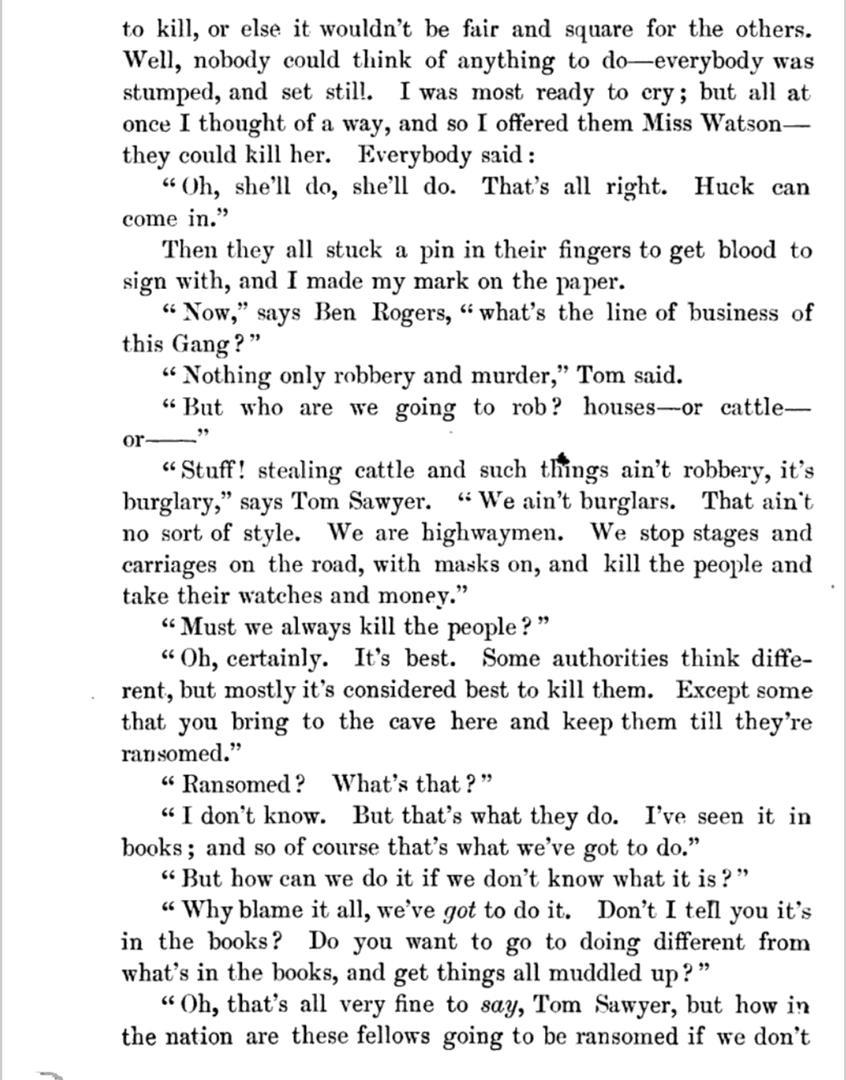 to kill, or else it wouldn’t be fair and square for the others.
Well, nobody could think of anything to do—everybody was
stumped, and set still. I was most ready to cry; but all at
once I thought of a way, and so I offered them Miss Watson—
they could kill her. Everybody said:
“Oh, she’ll do, she’ll do. That’s all right. Huck can
come in.”
Then they all stuck a pin in their fingers to get blood to
sign with, and I made my mark on the paper.
“Now,” says Ben Rogers, “what’s the line of business of
this Gang?”
“Nothing only robbery and murder,” Tom said.
“But who are we going to rob? houses—or cattle—
or——”
“Stuff! stealing cattle and such things ain’t robbery, it’s
burglary,” says Tom Sawyer. “We ain’t burglars. That ain’t
no sort of style. We are highwaymen. We stop stages and
carriages on the road, with masks on, and kill the people and
take their watches and money.”
“Must we always kill the people?”
“Oh, certainly. It’s best. Some authorities think diffe-
rent, but mostly it’s considered best to kill them. Except some
that you bring to the cave here and keep them till they’re
ransomed.”
“Ransomed? What’s that?”
“I don’t know. But that’s what they do. I’ve seen it in
books; and so of course that’s what we’ve got to do.”
“But how can we do it if we don’t know what it is?”
“Why blame it all, we’ve got to do it. Don’t I tell you it’s
in the books? Do you want to go to doing different from
what’s in the books, and get things all muddled up?”
“Oh, that’s all very fine to say, Tom Sawyer, but how in
the nation are these fellows going to be ransomed if we don’t